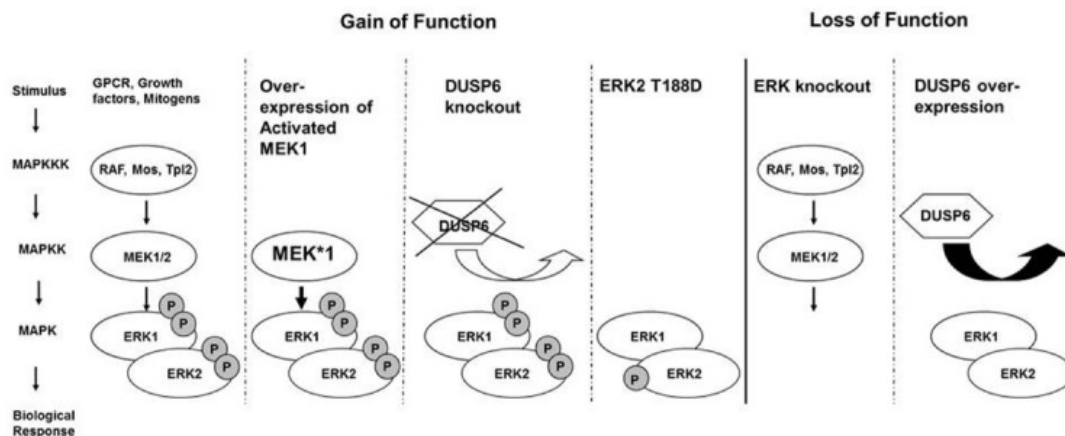 Gain of Function
Loss of Function
Stimulus
MAPKKK
MAPKK
MAPK
Biological
Response
GPCR, Growth
factors, Mitogens
RAF, Mos, Tpl2
MEK1/2
P
P
ERK1
P
P
ERK2
Over-
expression of
Activated
MEK1
MEK*1
P
P
ERK1
P
P
ERK2
DUSP6
knockout
DUSP6
P
P
ERK1
P
P
ERK2
ERK2 T188D
ERK1
P
ERK2
ERK knockout
RAF, Mos, Tpl2
MEK1/2
DUSP6 over-
expression
DUSP6
ERK1
ERK2